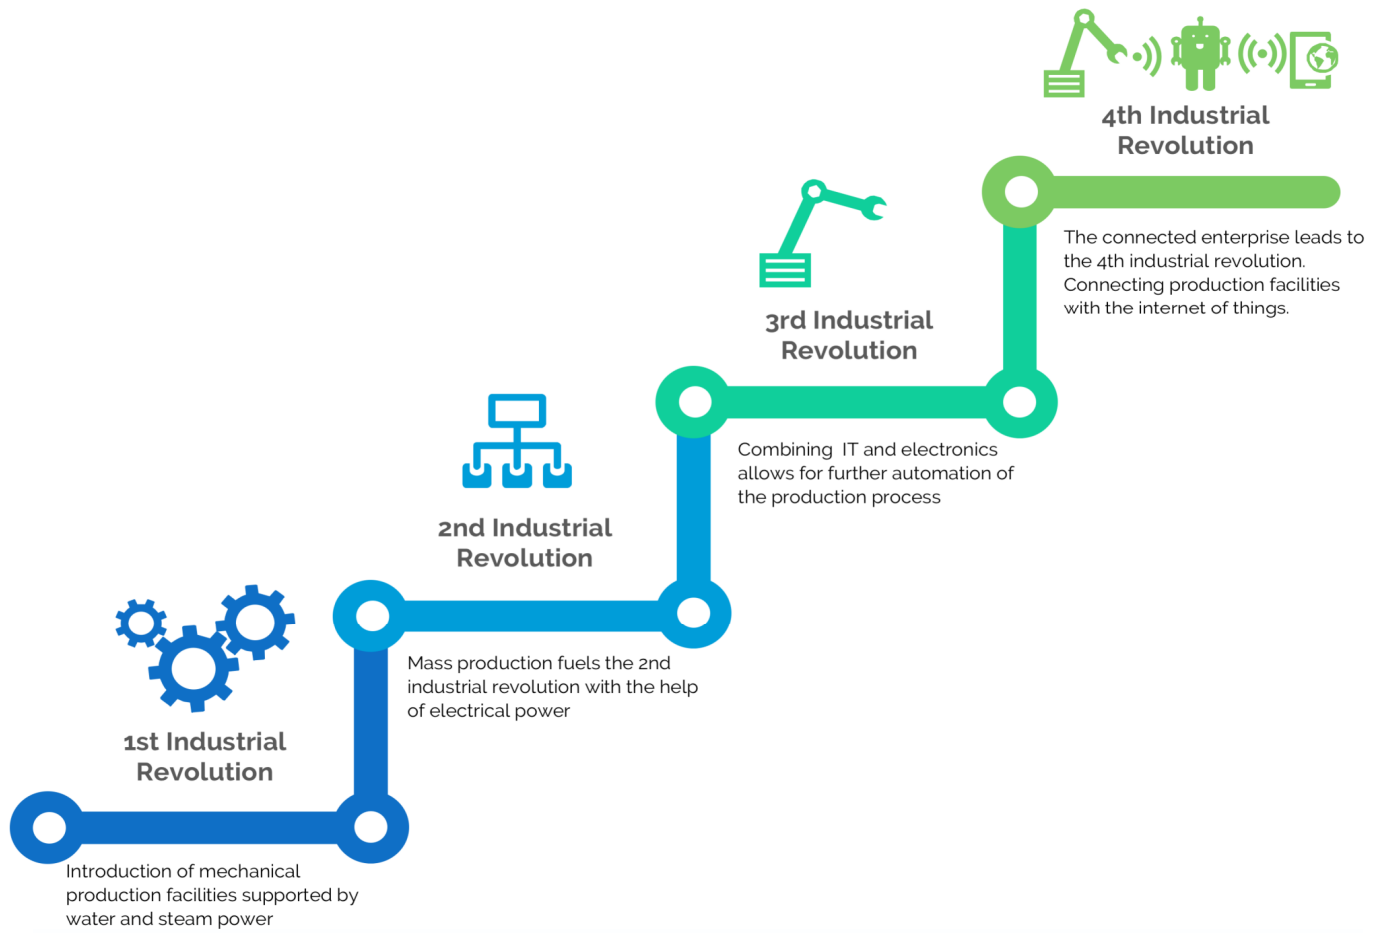 4th Industrial
Revolution
The connected enterprise leads to
the 4th industrial revolution.
Connecting production facilities
with the internet of things.
3rd Industrial
Revolution
Combining  IT and electronics
allows for further automation of
the production process
2nd Industrial
Revolution
Mass production fuels the 2nd
industrial revolution with the help
of electrical power
1st Industrial
Revolution
Introduction of mechanical
production facilities supported by
water and steam power